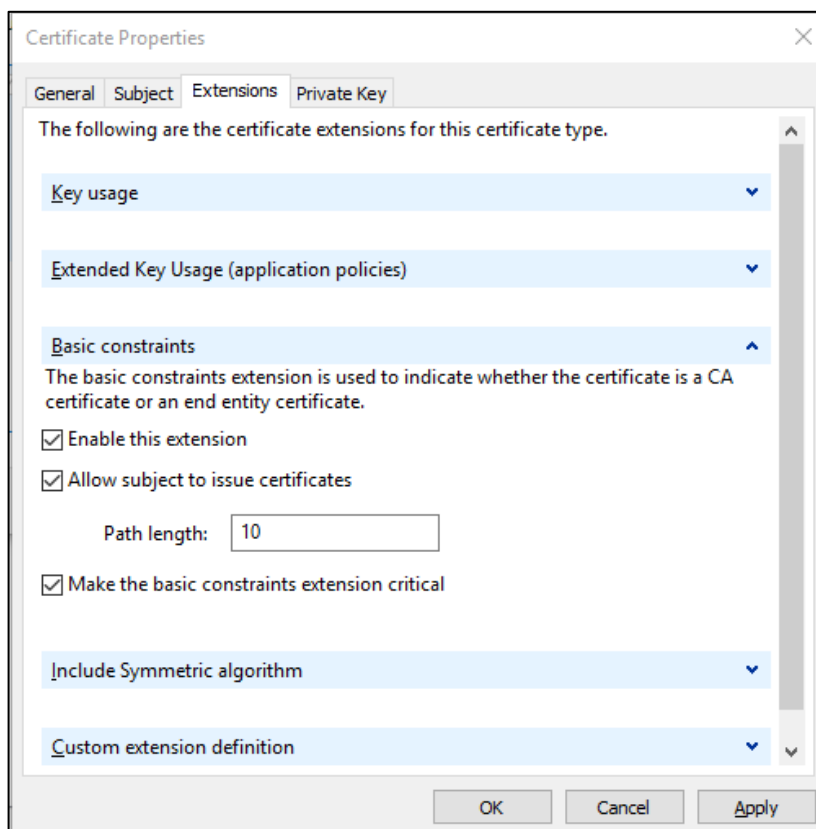 Certificate Properties
General Subject Extensions Private Key
The following are the certificate extensions for this certificate type.
Key usage
Extended Key Usage (application policies)
Basic constraints
The basic constraints extension is used to indicate whether the certificate is a CA
certificate or an end entity certificate.
Enable this extension
Allow subject to issue certificates
Path length: 10
Make the basic constraints extension critical
Include Symmetric algorithm
Custom extension definition
OK Cancel Apply